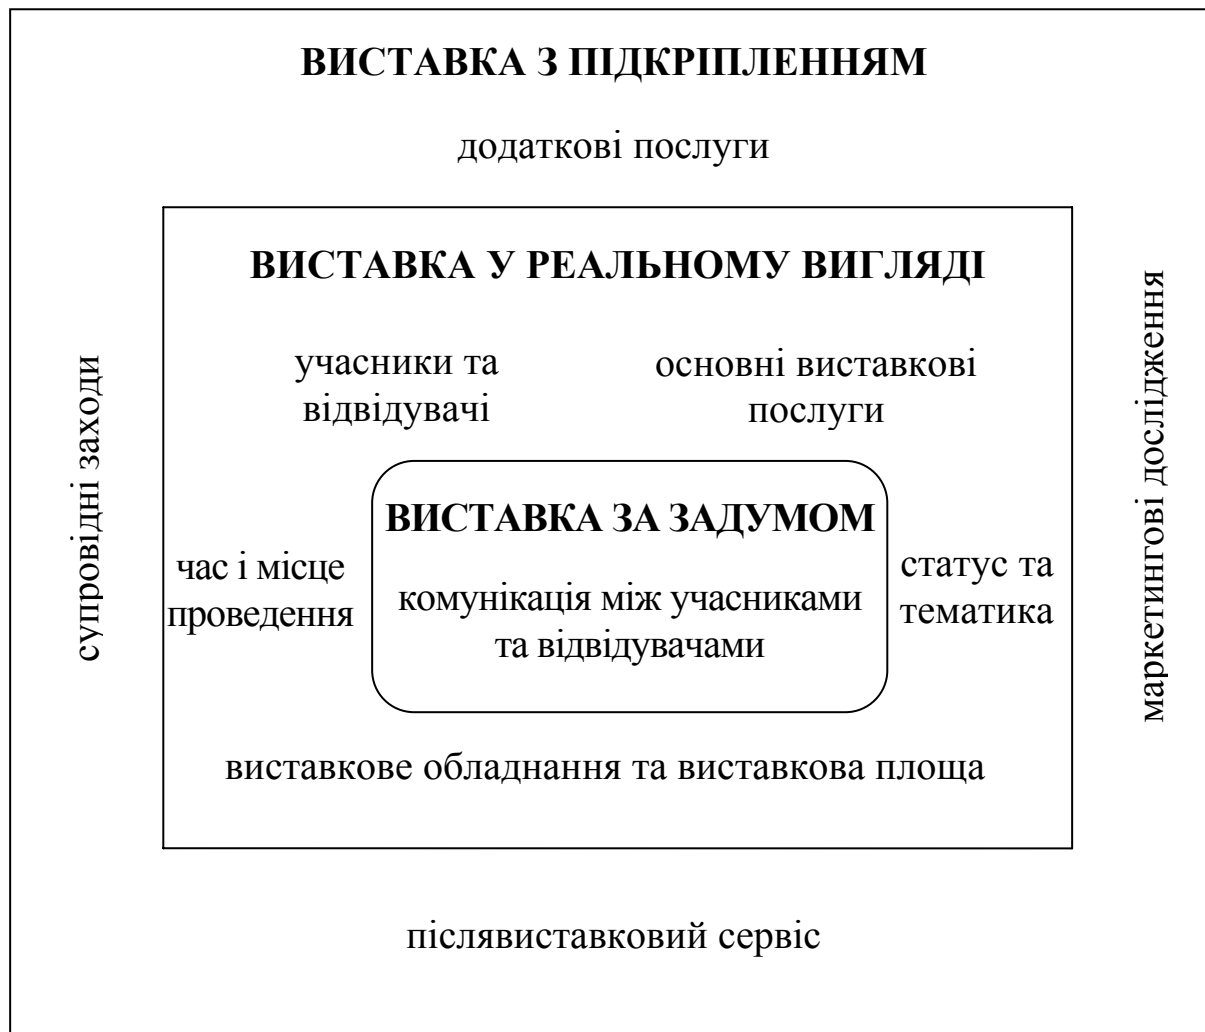 ВИСТАВКА З ПІДКРІПЛЕННЯМ
додаткові послуги
ВИСТАВКА У РЕАЛЬНОМУ ВИГЛЯДІ
учасники та
відвідувачі
основні виставкові
послуги
супровідні заходи
час і місце
проведення
ВИСТАВКА ЗА ЗАДУМОМ
комунікація між учасниками
та відвідувачами
статус та
тематика
маркетингові дослідження
виставкове обладнання та виставкова площа
післявиставковий сервіс